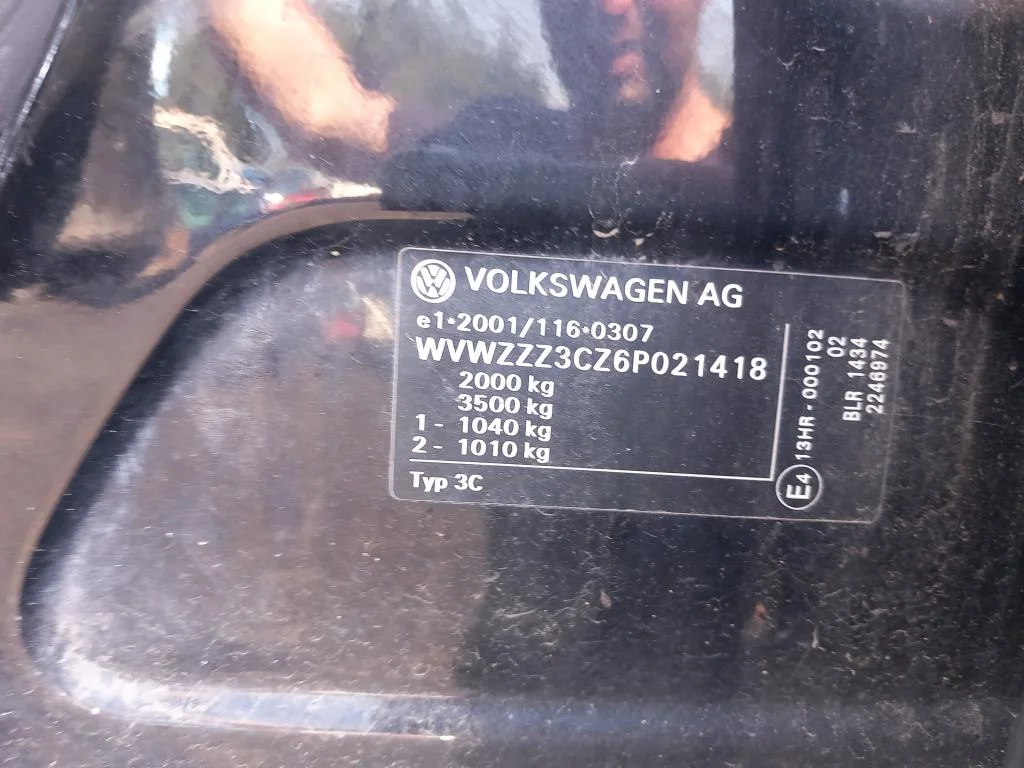 VOLKSWAGEN AG
e1*2001/116*0307
WVWZZZ3CZ6P021418
2000 kg
3500 kg
1 - 1040 kg
2 - 1010 kg
Typ 3C
E4 13HR - 000102
02
BLR 1434
2246974